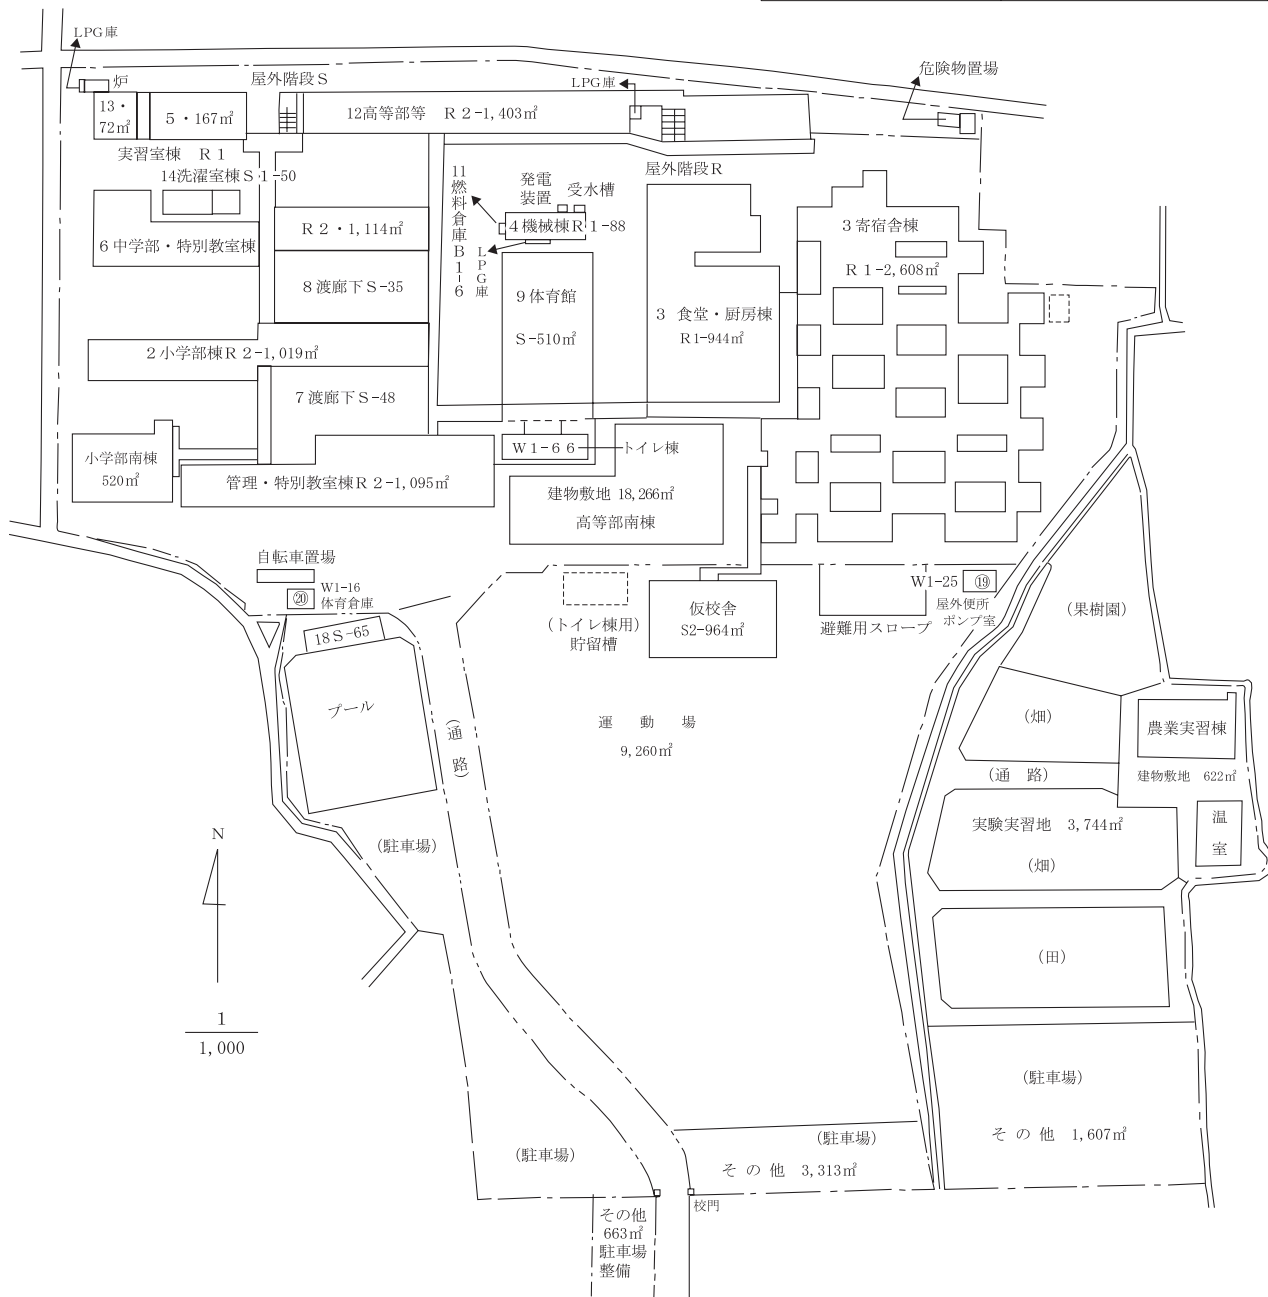 LPG庫
炉
屋外階段S
LPG庫
危険物置場
13・
72㎡
5・167㎡
12高等部等 R2-1,403㎡
実習室棟 R1
14洗濯室棟S 1-50
屋外階段R
11燃料倉庫B1-6
発電
装置
受水槽
4機械棟R1-88
LPG庫
R2・1,114㎡
6中学部・特別教室棟
8渡廊下S-35
9体育館
S-510㎡
3 食堂・厨房棟
R1-944㎡
3寄宿舎棟
R1-2,608㎡
2小学部棟R2-1,019㎡
7渡廊下S-48
小学部南棟
520㎡
管理・特別教室棟R2-1,095㎡
W1-66
トイレ棟
建物敷地 18,266㎡
高等部南棟
自転車置場
W1-16
⑳
体育倉庫
18S-65
プール
(通路)
(トイレ棟用)
貯留槽
仮校舎
S2-964㎡
避難用スロープ
W1-25
⑲
屋外便所
ポンプ室
(果樹園)
運動場
9,260㎡
(畑)
農業実習棟
(通路)
建物敷地 622㎡
実験実習地 3,744㎡
(畑)
温室
(駐車場)
N
1
1,000
(田)
(駐車場)
その他 1,607㎡
(駐車場)
(駐車場)
その他 3,313㎡
校門
その他
663㎡
駐車場
整備